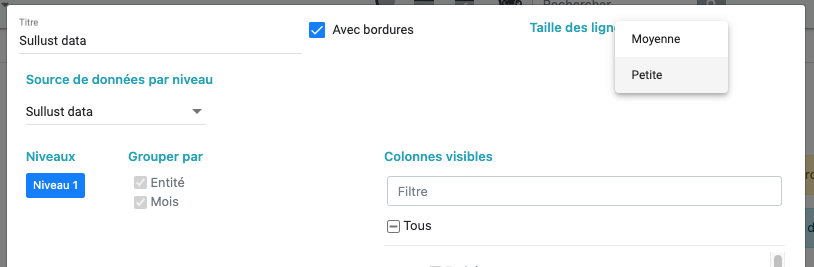 Rechercher
Titre
Sullust data
Avec bordures
Taille des
Moyenne
Petite
Source de données par niveau
Sullust data
Niveaux
Grouper par
Colonnes visibles
Niveau 1
Entité
Mois
Filtre
Tous